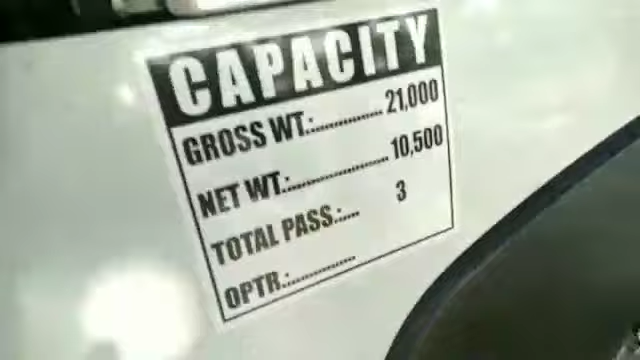 CAPACITY
GROSS WT.:................ 21,000
NET WT.:....................... 10,500
TOTAL PASS.:..... 3
OPTR.:................